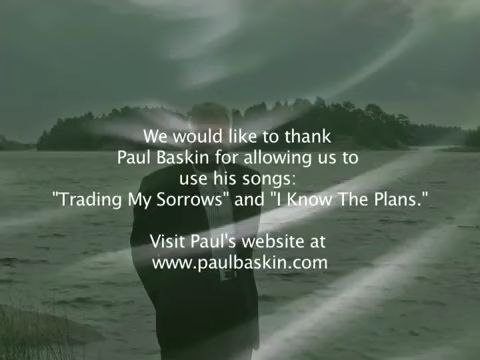 We would like to thank
Paul Baskin for allowing us to
use his songs:
"Trading My Sorrows" and "I Know The Plans."
Visit Paul's website at
www.paulbaskin.com